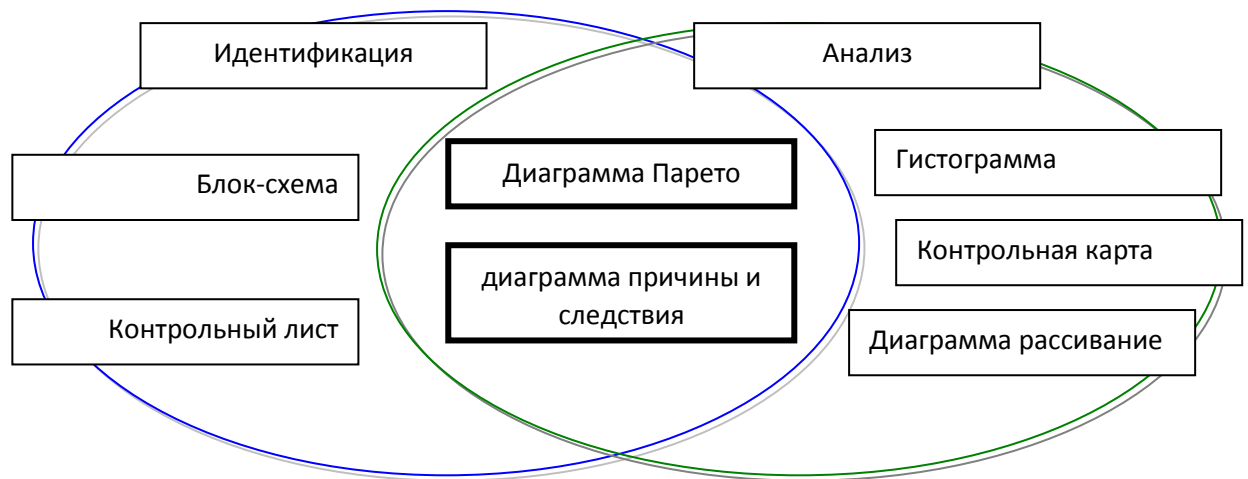 Идентификация
Анализ
Блок-схема
Диаграмма Парето
Гистограмма
Контрольная карта
диаграмма причины и
следствия
Контрольный лист
Диаграмма рассивание